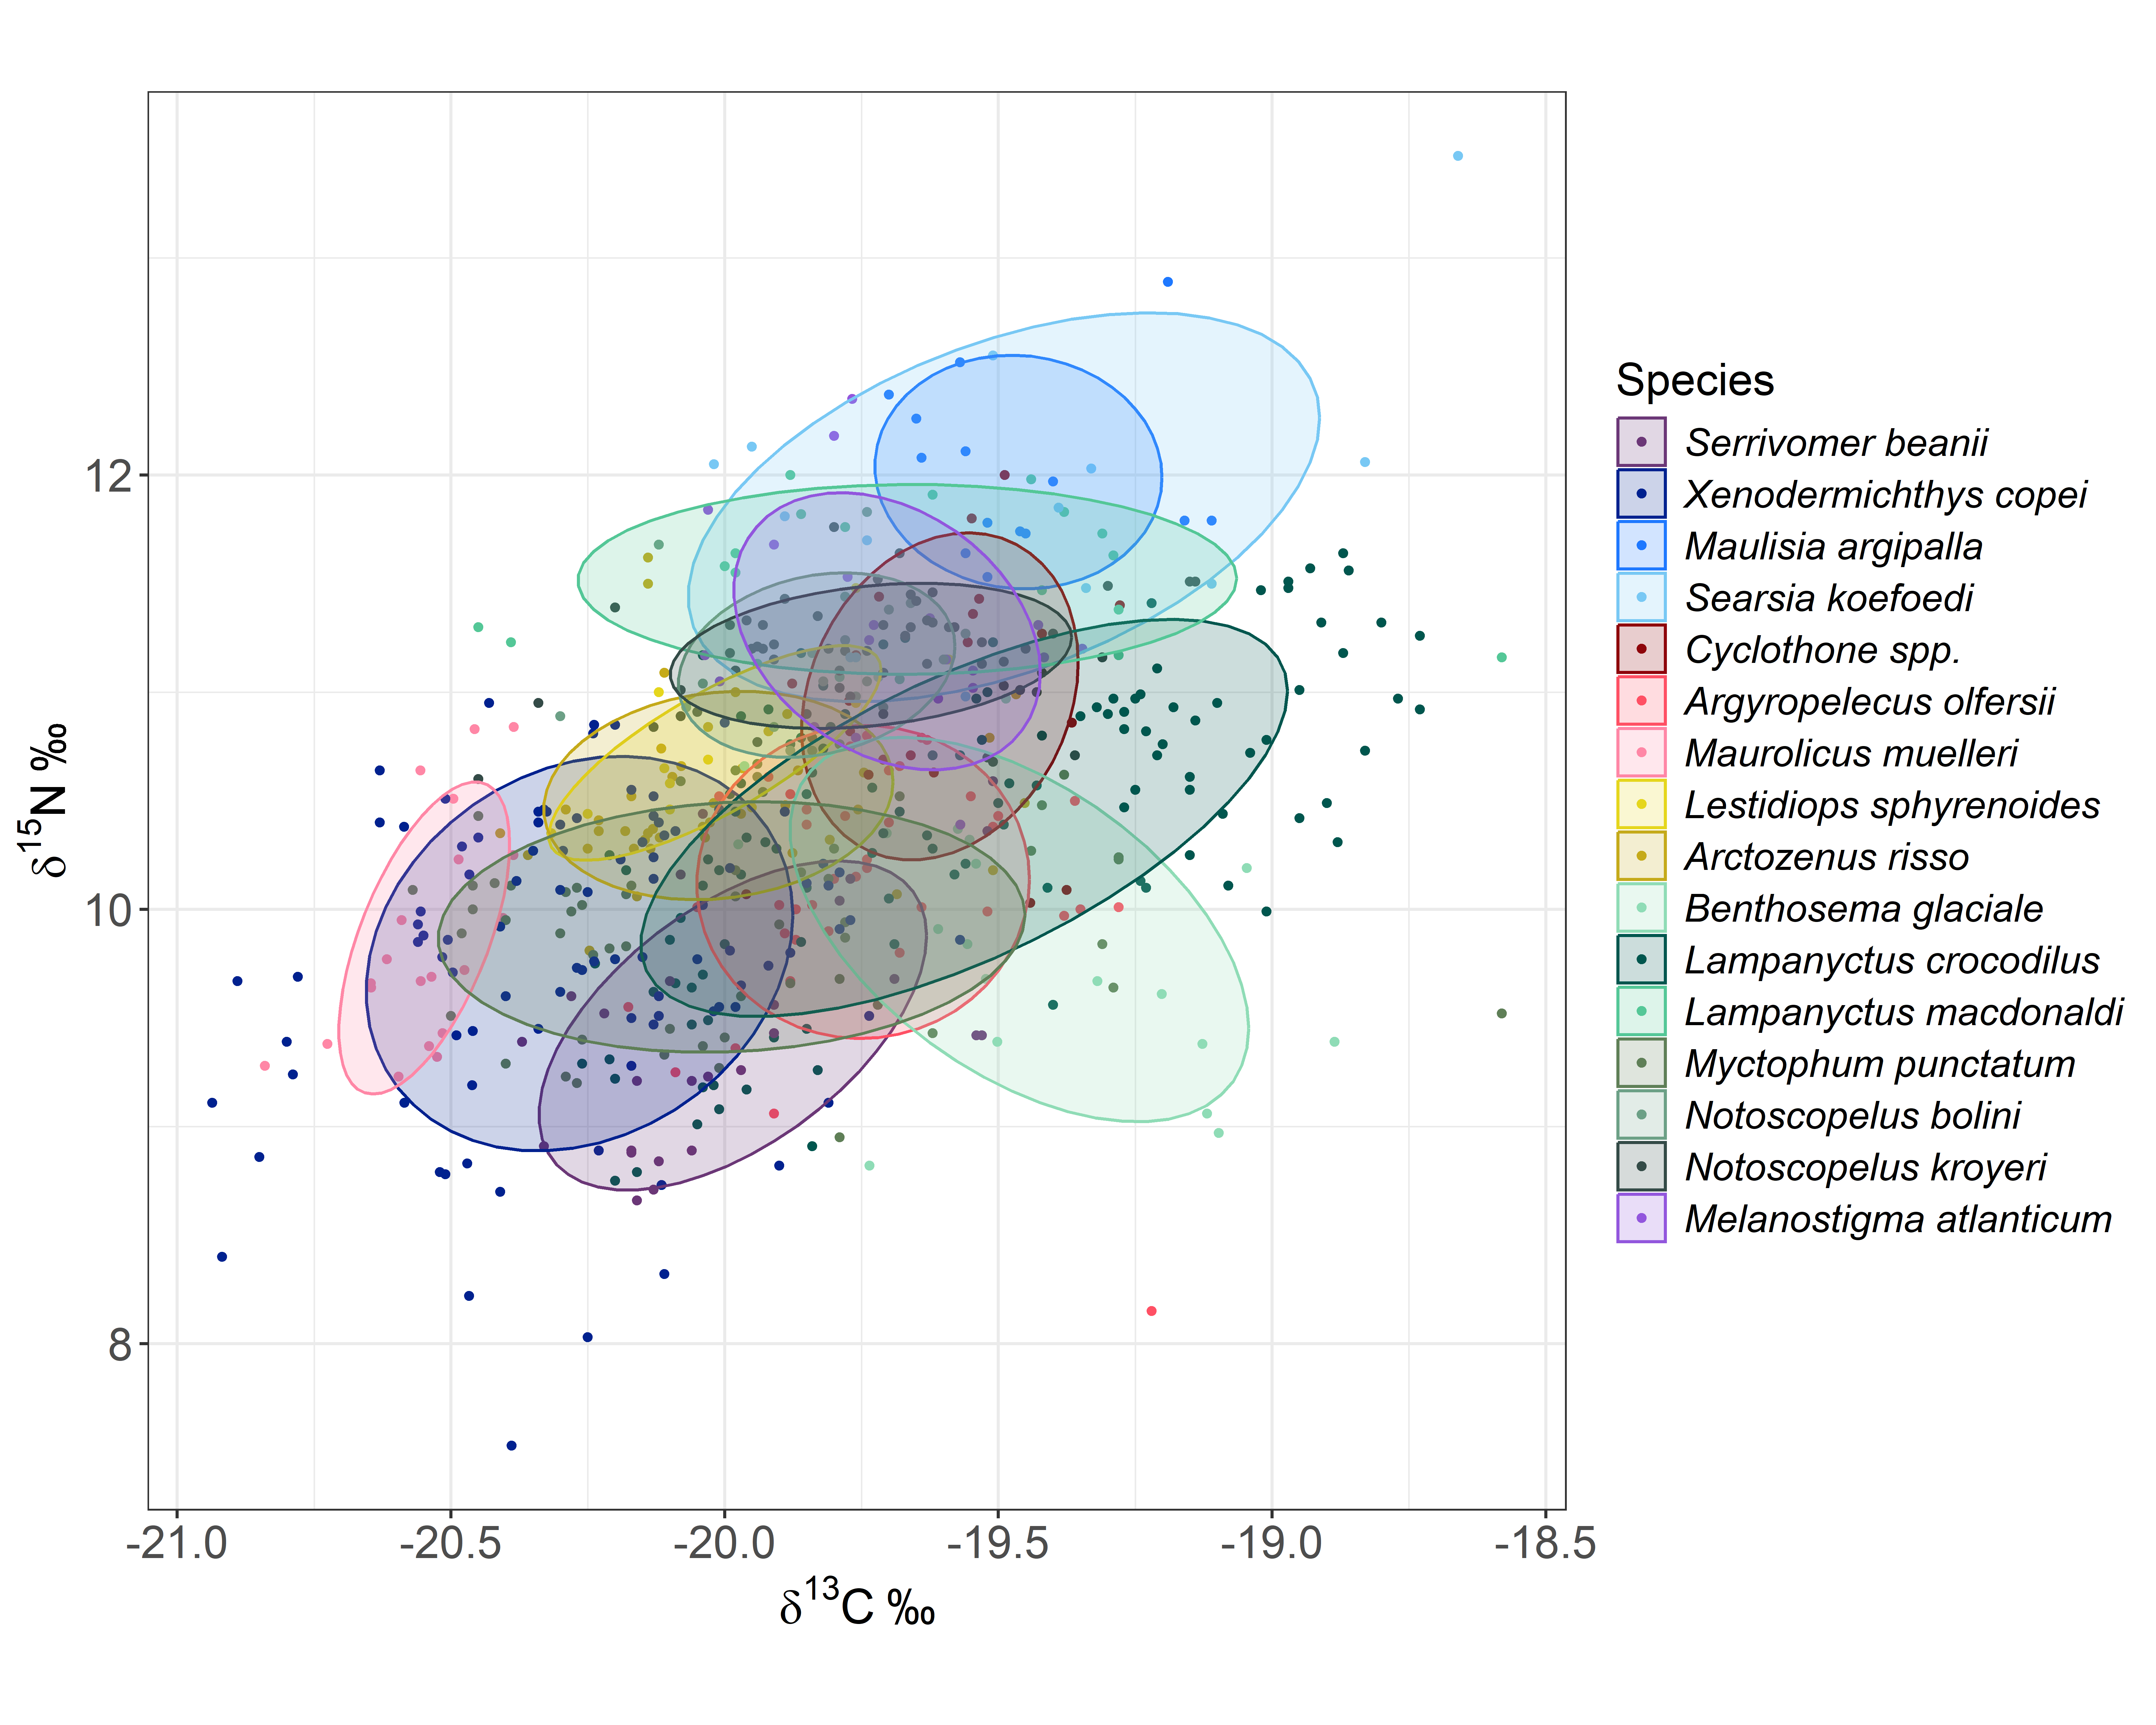 δ15N ‰
12
10
8
-21.0 -20.5 -20.0 -19.5 -19.0 -18.5
δ13C ‰
Species
Serrivomer beanii
Xenodermichthys copei
Maulisia argipalla
Searsia koefoedi
Cyclothone spp.
Argyropelecus olfersii
Maurolicus muelleri
Lestidiops sphyrenoides
Arctozenus risso
Benthosema glaciale
Lampanyctus crocodilus
Lampanyctus macdonaldi
Myctophum punctatum
Notoscopelus bolini
Notoscopelus kroyeri
Melanostigma atlanticum